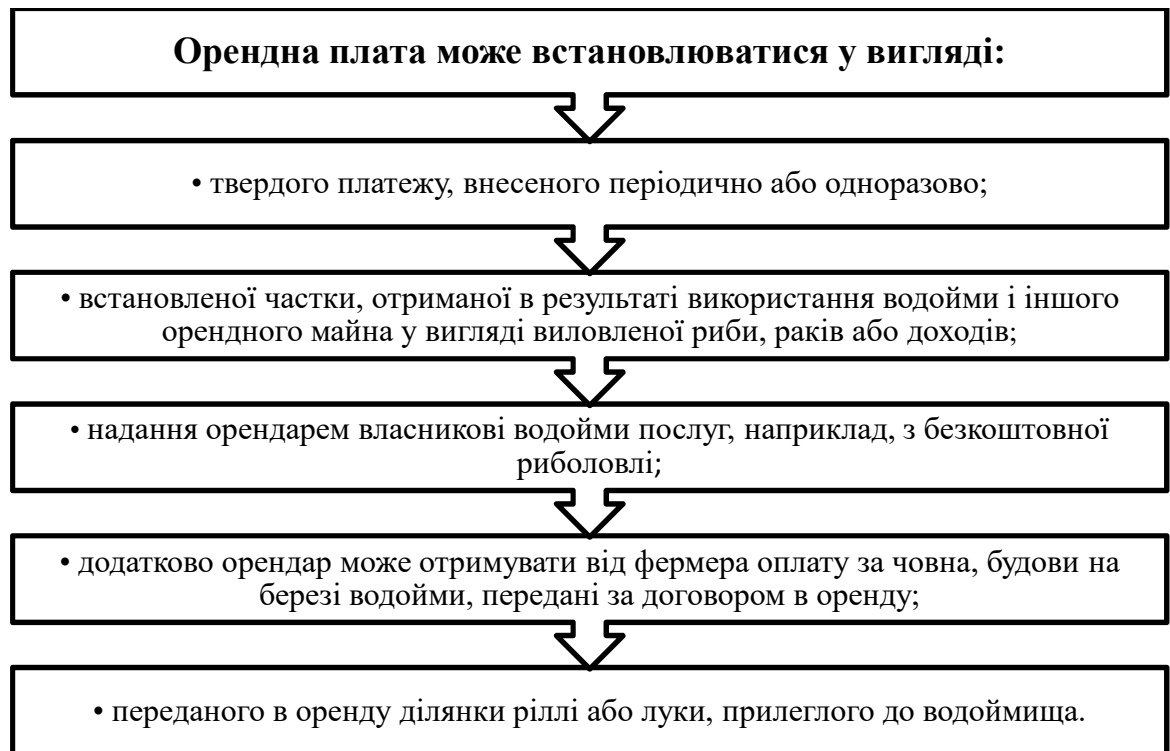 Орендна плата може встановлюватися у вигляді:
• твердого платежу, внесеного періодично або одноразово;
• встановленої частки, отриманої в результаті використання водойми і іншого
орендного майна у вигляді виловленої риби, раків або доходів;
• надання орендарем власникові водойми послуг, наприклад, з безкоштовної
риболовлі;
• додатково орендар може отримувати від фермера оплату за човна, будови на
березі водойми, передані за договором в оренду;
• переданого в оренду ділянки ріллі або луки, прилеглого до водоймища.